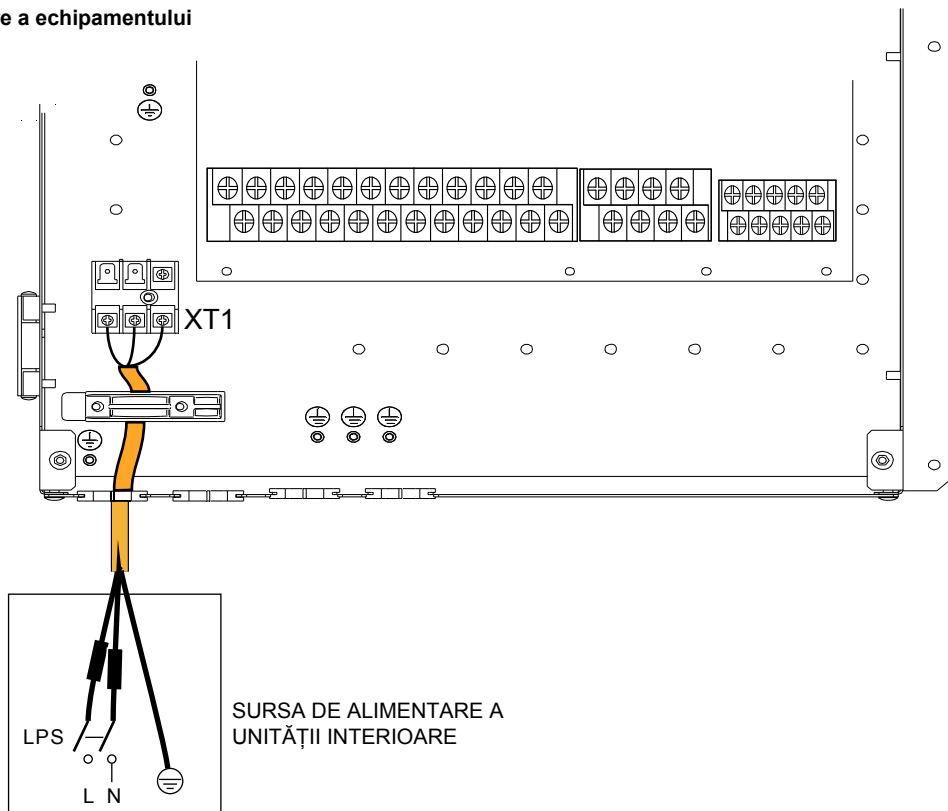 e a echipamentului
XT1
SURSA DE ALIMENTARE A
UNITĂȚII INTERIOARE
LPS
L N